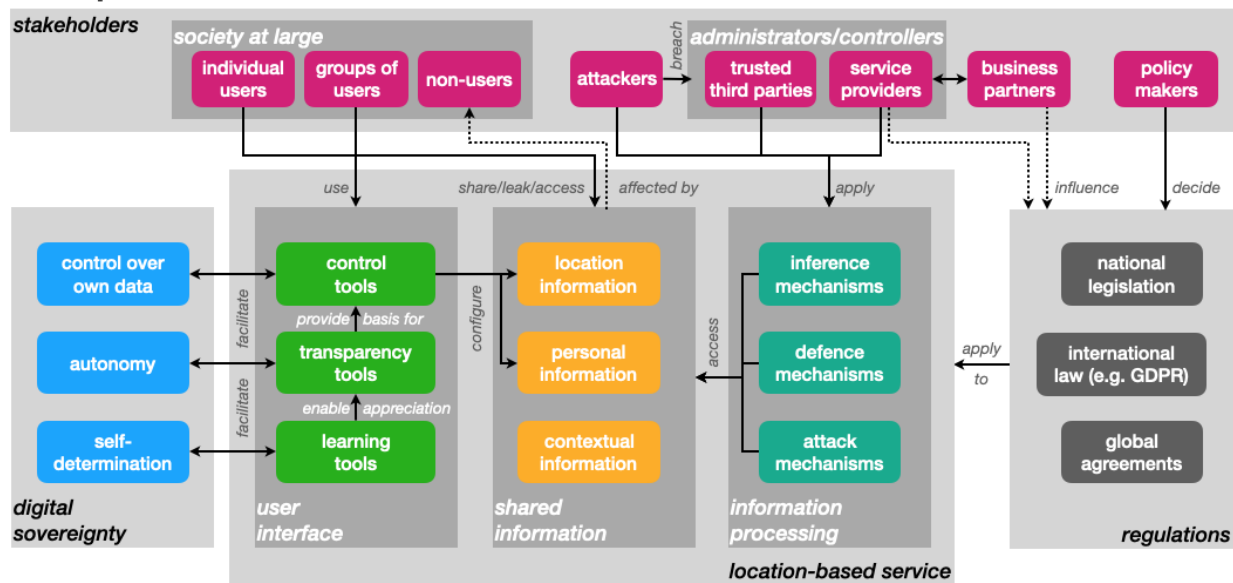 stakeholders
society at large
individual
users
groups of
users
non-users
attackers
breach
administrators/controllers
trusted
third parties
service
providers
business
partners
policy
makers
use
share/leak/access
affected by
apply
influence
decide
control over
own data
autonomy
self-
determination
digital
sovereignty
facilitate
facilitate
control
tools
provide basis for
transparency
tools
enable appreciation
learning
tools
user
interface
configure
location
information
personal
information
contextual
information
shared
information
access
inference
mechanisms
defence
mechanisms
attack
mechanisms
information
processing
location-based service
apply
to
national
legislation
international
law (e.g. GDPR)
global
agreements
regulations